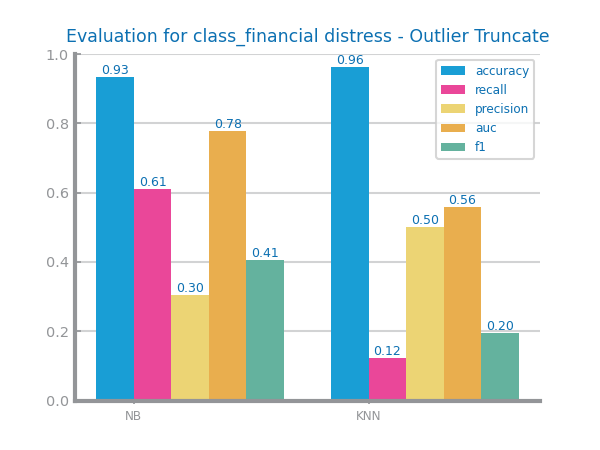 Evaluation for class_financial distress - Outlier Truncate
1.0
0.8
0.6
0.4
0.2
0.0
0.93
0.61
0.30
0.78
0.41
0.96
0.12
0.50
0.56
0.20
accuracy
recall
precision
auc
f1
NB
KNN